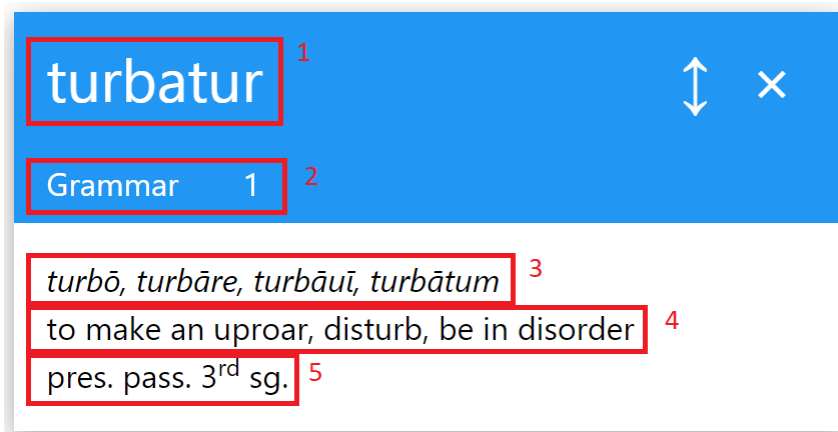 turbatur 1 ↕ ×
Grammar 1 2
turbō, turbāre, turbāuī, turbātum 3
to make an uproar, disturb, be in disorder 4
pres. pass. 3rd sg. 5